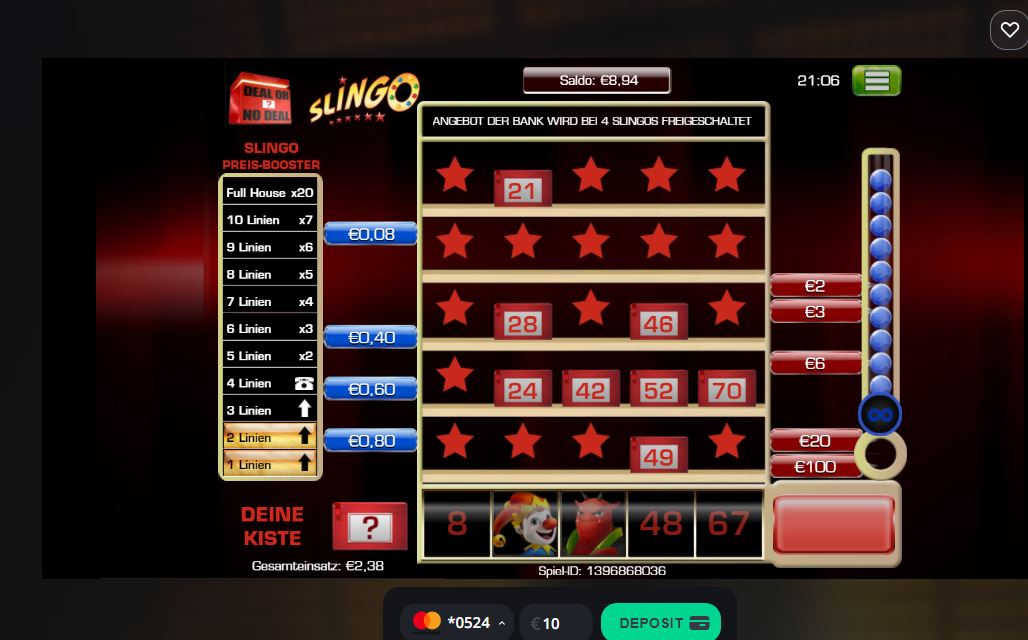 DEAL OR
?
NO DEAL
SLINGO
Saldo: €8,94
21:06
ANGEBOT DER BANK WIRD BEI 4 SLINGOS FREIGESCHALTET
SLINGO
PREIS-BOOSTER
Full House x20
10 Linien x7
9 Linien x6
8 Linien x5
7 Linien x4
6 Linien x3
5 Linien x2
4 Linien
3 Linien
2 Linien
1 Linien
€0,08
€0,40
€0,60
€0,80
21
28 46
24 42 52 70
49
€2
€3
€6
€20
€100
8 48 67
DEINE
KISTE
?
Gesamteinsatz: €2,38
Spiel-ID: 1396868036
*0524
€ 10
DEPOSIT